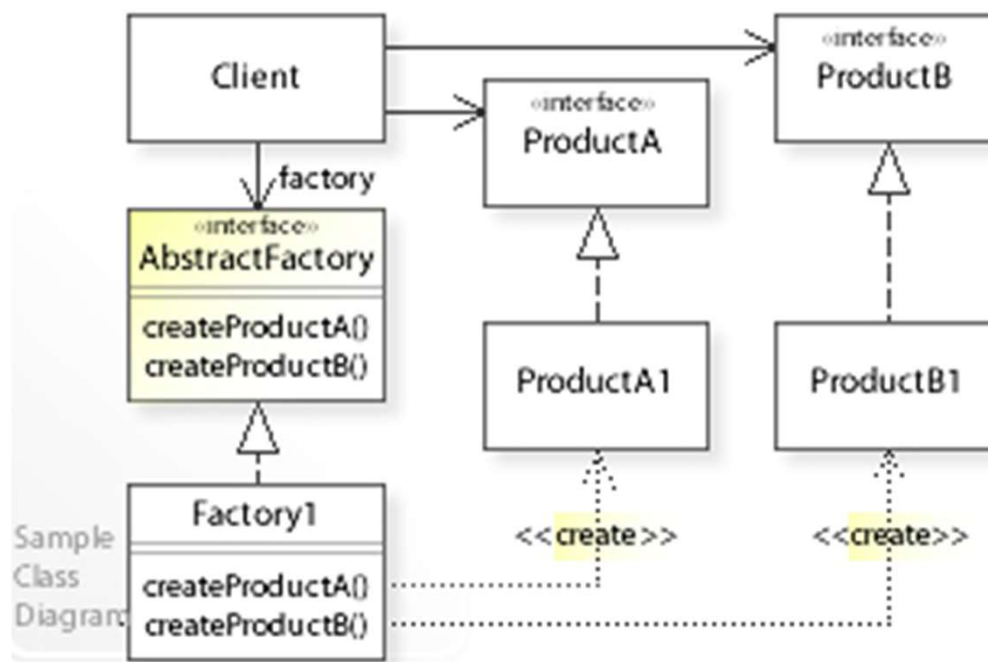 Client
«interface»
ProductB
«interface»
ProductA
factory
«interface»
AbstractFactory
createProductA()
createProductB()
ProductA1
ProductB1
Factory1
createProductA()
createProductB()
<<create>>
<<create>>
Sample
Class
Diagram